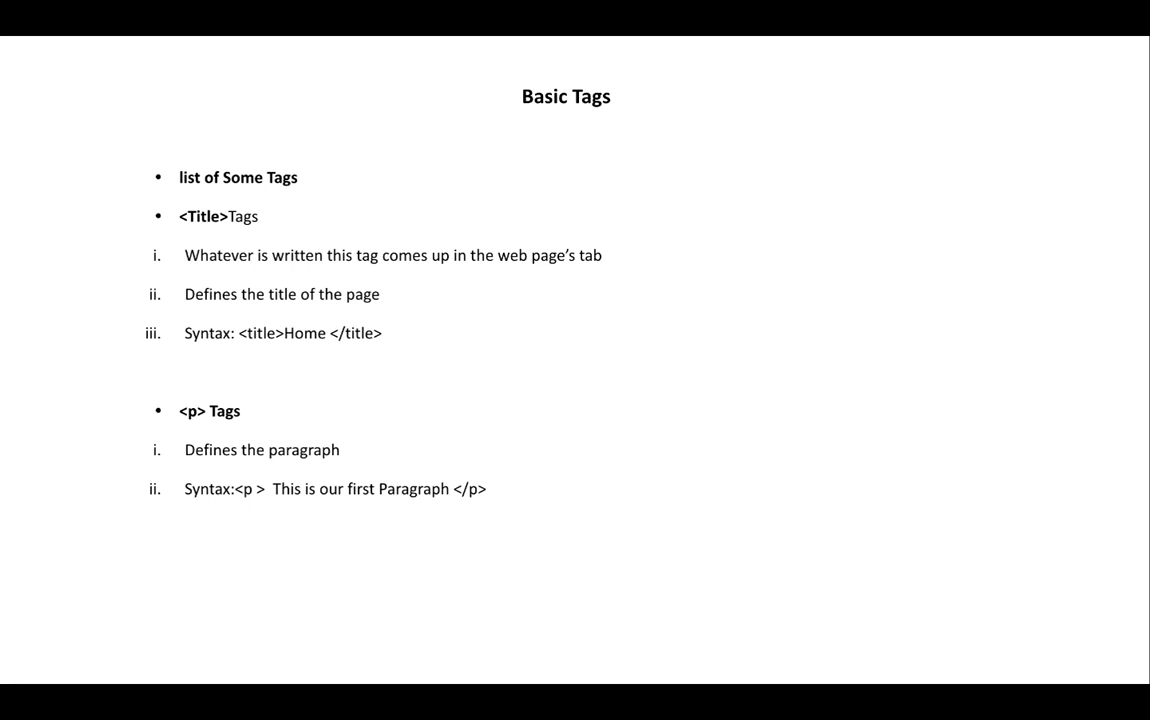 Basic Tags
• list of Some Tags
• <Title>Tags
i. Whatever is written this tag comes up in the web page’s tab
ii. Defines the title of the page
iii. Syntax: <title>Home </title>
• <p> Tags
i. Defines the paragraph
ii. Syntax:<p >  This is our first Paragraph </p>